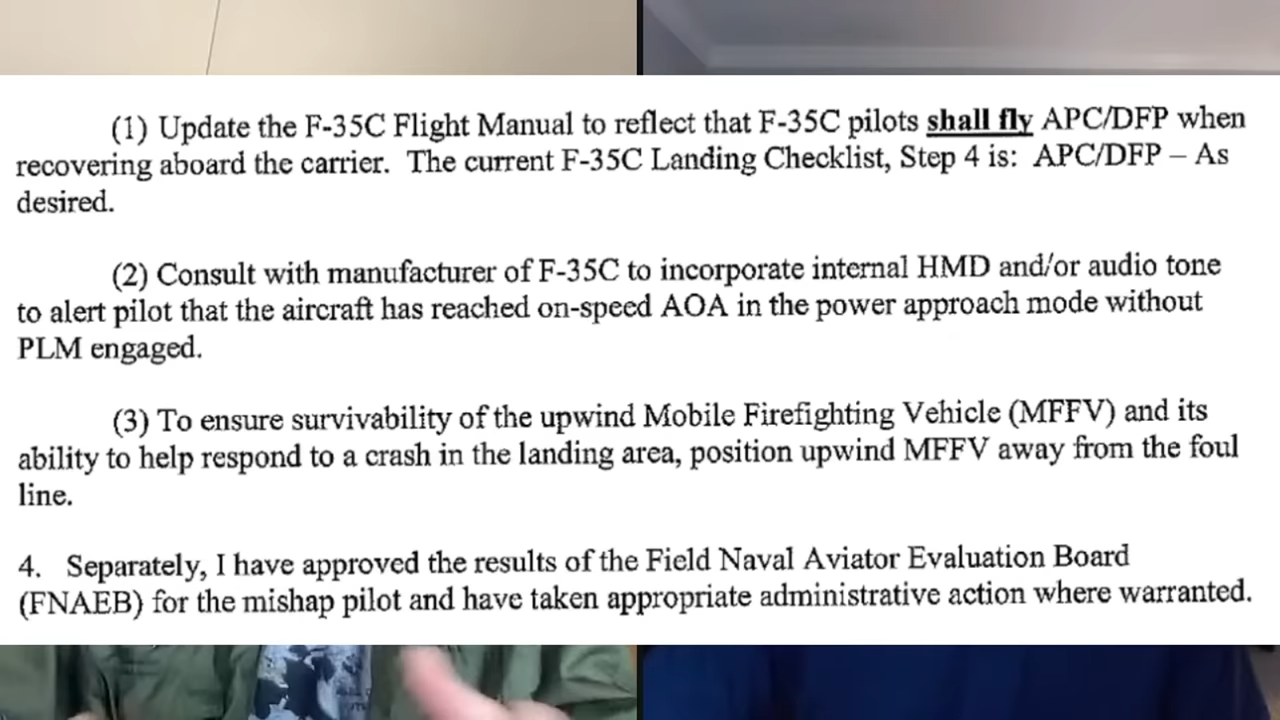 (1) Update the F-35C Flight Manual to reflect that F-35C pilots shall fly APC/DFP when
recovering aboard the carrier. The current F-35C Landing Checklist, Step 4 is: APC/DFP – As
desired.
(2) Consult with manufacturer of F-35C to incorporate internal HMD and/or audio tone
to alert pilot that the aircraft has reached on-speed AOA in the power approach mode without
PLM engaged.
(3) To ensure survivability of the upwind Mobile Firefighting Vehicle (MFFV) and its
ability to help respond to a crash in the landing area, position upwind MFFV away from the foul
line.
4. Separately, I have approved the results of the Field Naval Aviator Evaluation Board
(FNAEB) for the mishap pilot and have taken appropriate administrative action where warranted.